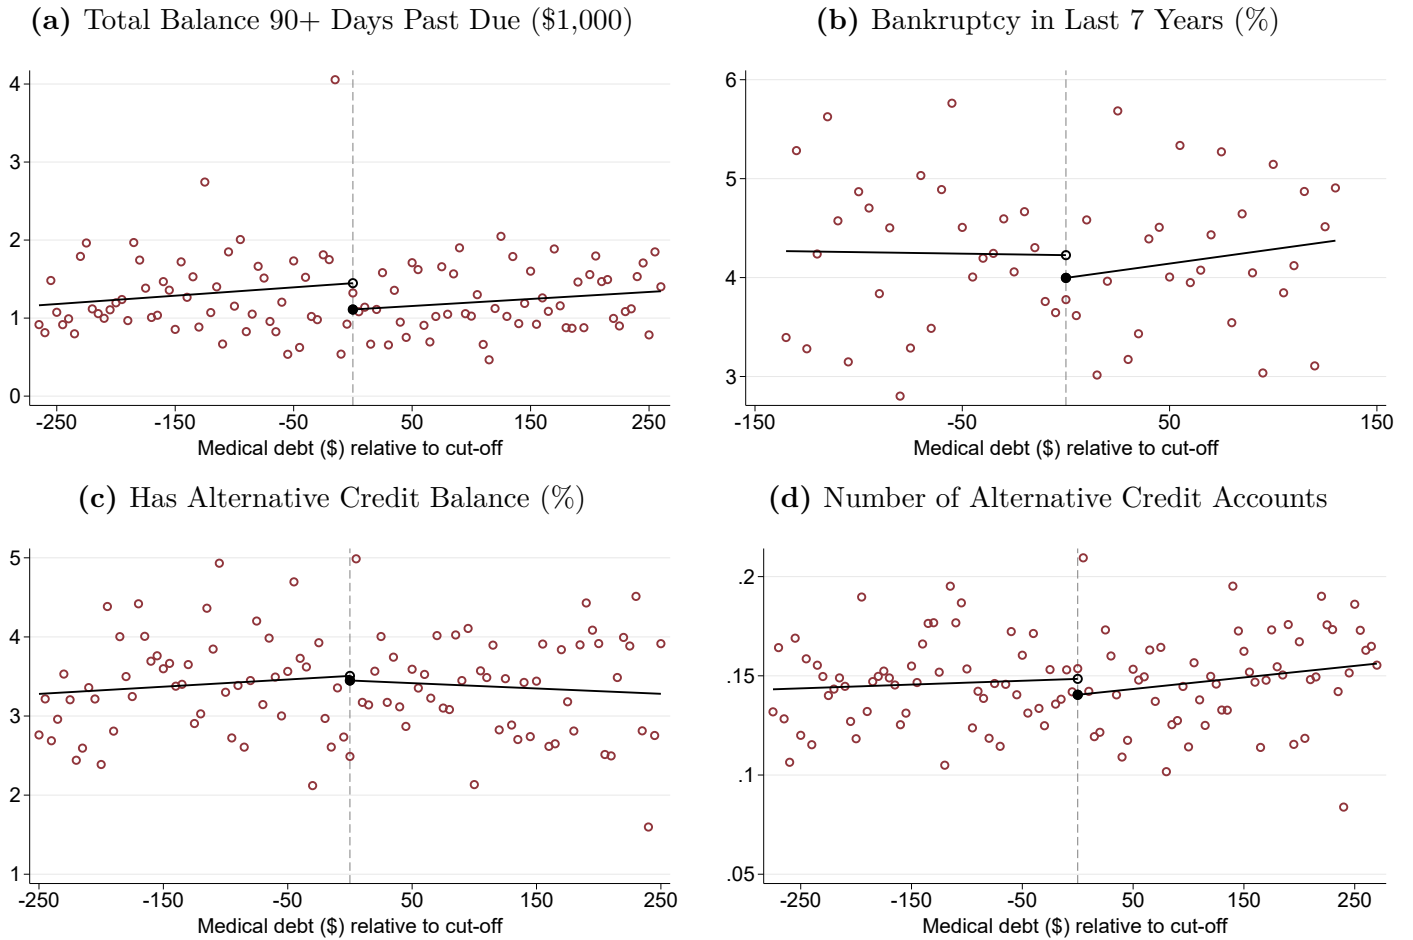 (a) Total Balance 90+ Days Past Due ($1,000)
4
3
2
1
0
-250 -150 -50 50 150 250
Medical debt ($) relative to cut-off
(b) Bankruptcy in Last 7 Years (%)
6
5
4
3
-150 -50 50 150
Medical debt ($) relative to cut-off
(c) Has Alternative Credit Balance (%)
5
4
3
2
1
-250 -150 -50 50 150 250
Medical debt ($) relative to cut-off
(d) Number of Alternative Credit Accounts
.2
.15
.1
.05
-250 -150 -50 50 150 250
Medical debt ($) relative to cut-off